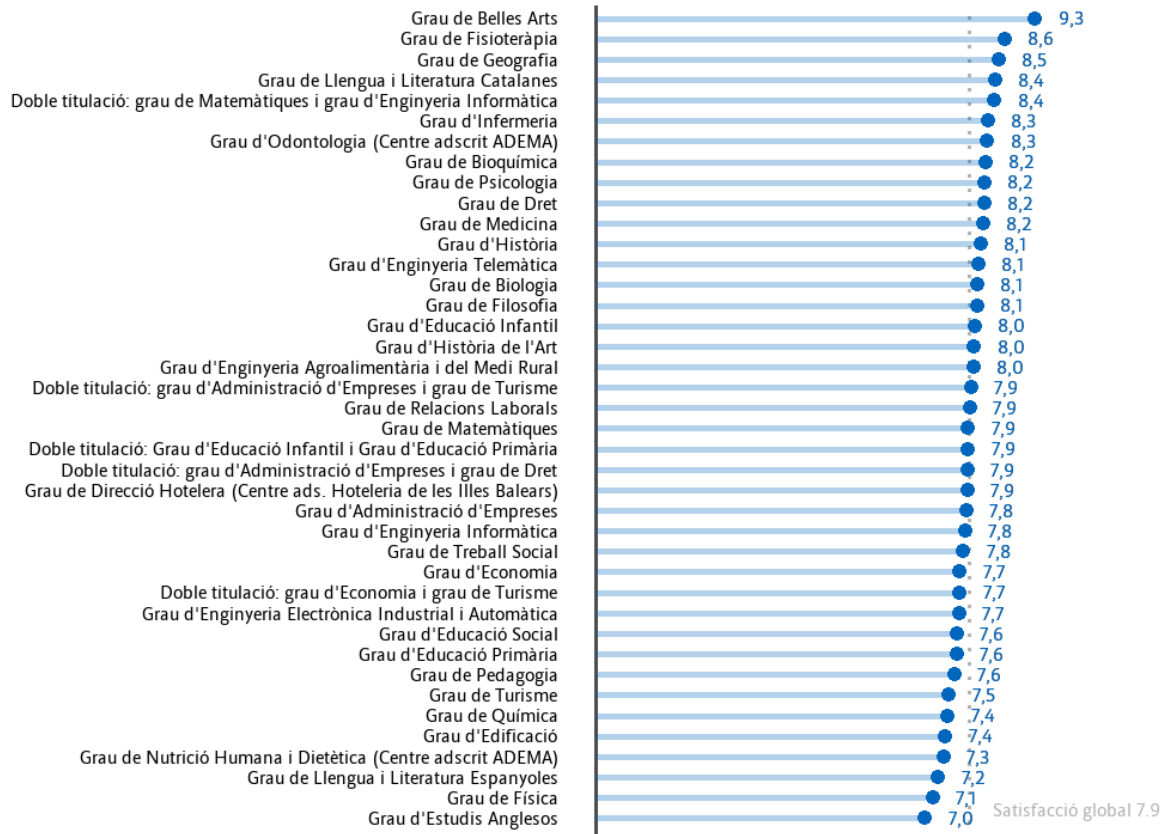 Grau de Belles Arts 9,3
Grau de Fisioteràpia 8,6
Grau de Geografia 8,5
Grau de Llengua i Literatura Catalanes 8,4
Doble titulació: grau de Matemàtiques i grau d'Enginyeria Informàtica 8,4
Grau d'Infermeria 8,3
Grau d'Odontologia (Centre adscrit ADEMA) 8,3
Grau de Bioquímica 8,2
Grau de Psicologia 8,2
Grau de Dret 8,2
Grau de Medicina 8,2
Grau d'Història 8,1
Grau d'Enginyeria Telemàtica 8,1
Grau de Biologia 8,1
Grau de Filosofia 8,1
Grau d'Educació Infantil 8,0
Grau d'Història de l'Art 8,0
Grau d'Enginyeria Agroalimentària i del Medi Rural 8,0
Doble titulació: grau d'Administració d'Empreses i grau de Turisme 7,9
Grau de Relacions Laborals 7,9
Grau de Matemàtiques 7,9
Doble titulació: Grau d'Educació Infantil i Grau d'Educació Primària 7,9
Doble titulació: grau d'Administració d'Empreses i grau de Dret 7,9
Grau de Direcció Hotelera (Centre ads. Hoteleria de les Illes Balears) 7,9
Grau d'Administració d'Empreses 7,8
Grau d'Enginyeria Informàtica 7,8
Grau de Treball Social 7,8
Grau d'Economia 7,7
Doble titulació: grau d'Economia i grau de Turisme 7,7
Grau d'Enginyeria Electrònica Industrial i Automàtica 7,7
Grau d'Educació Social 7,6
Grau d'Educació Primària 7,6
Grau de Pedagogia 7,6
Grau de Turisme 7,5
Grau de Química 7,4
Grau d'Edificació 7,4
Grau de Nutrició Humana i Dietètica (Centre adscrit ADEMA) 7,3
Grau de Llengua i Literatura Espanyoles 7,2
Grau de Física 7,1
Satisfacció global 7.9
Grau d'Estudis Anglesos 7,0